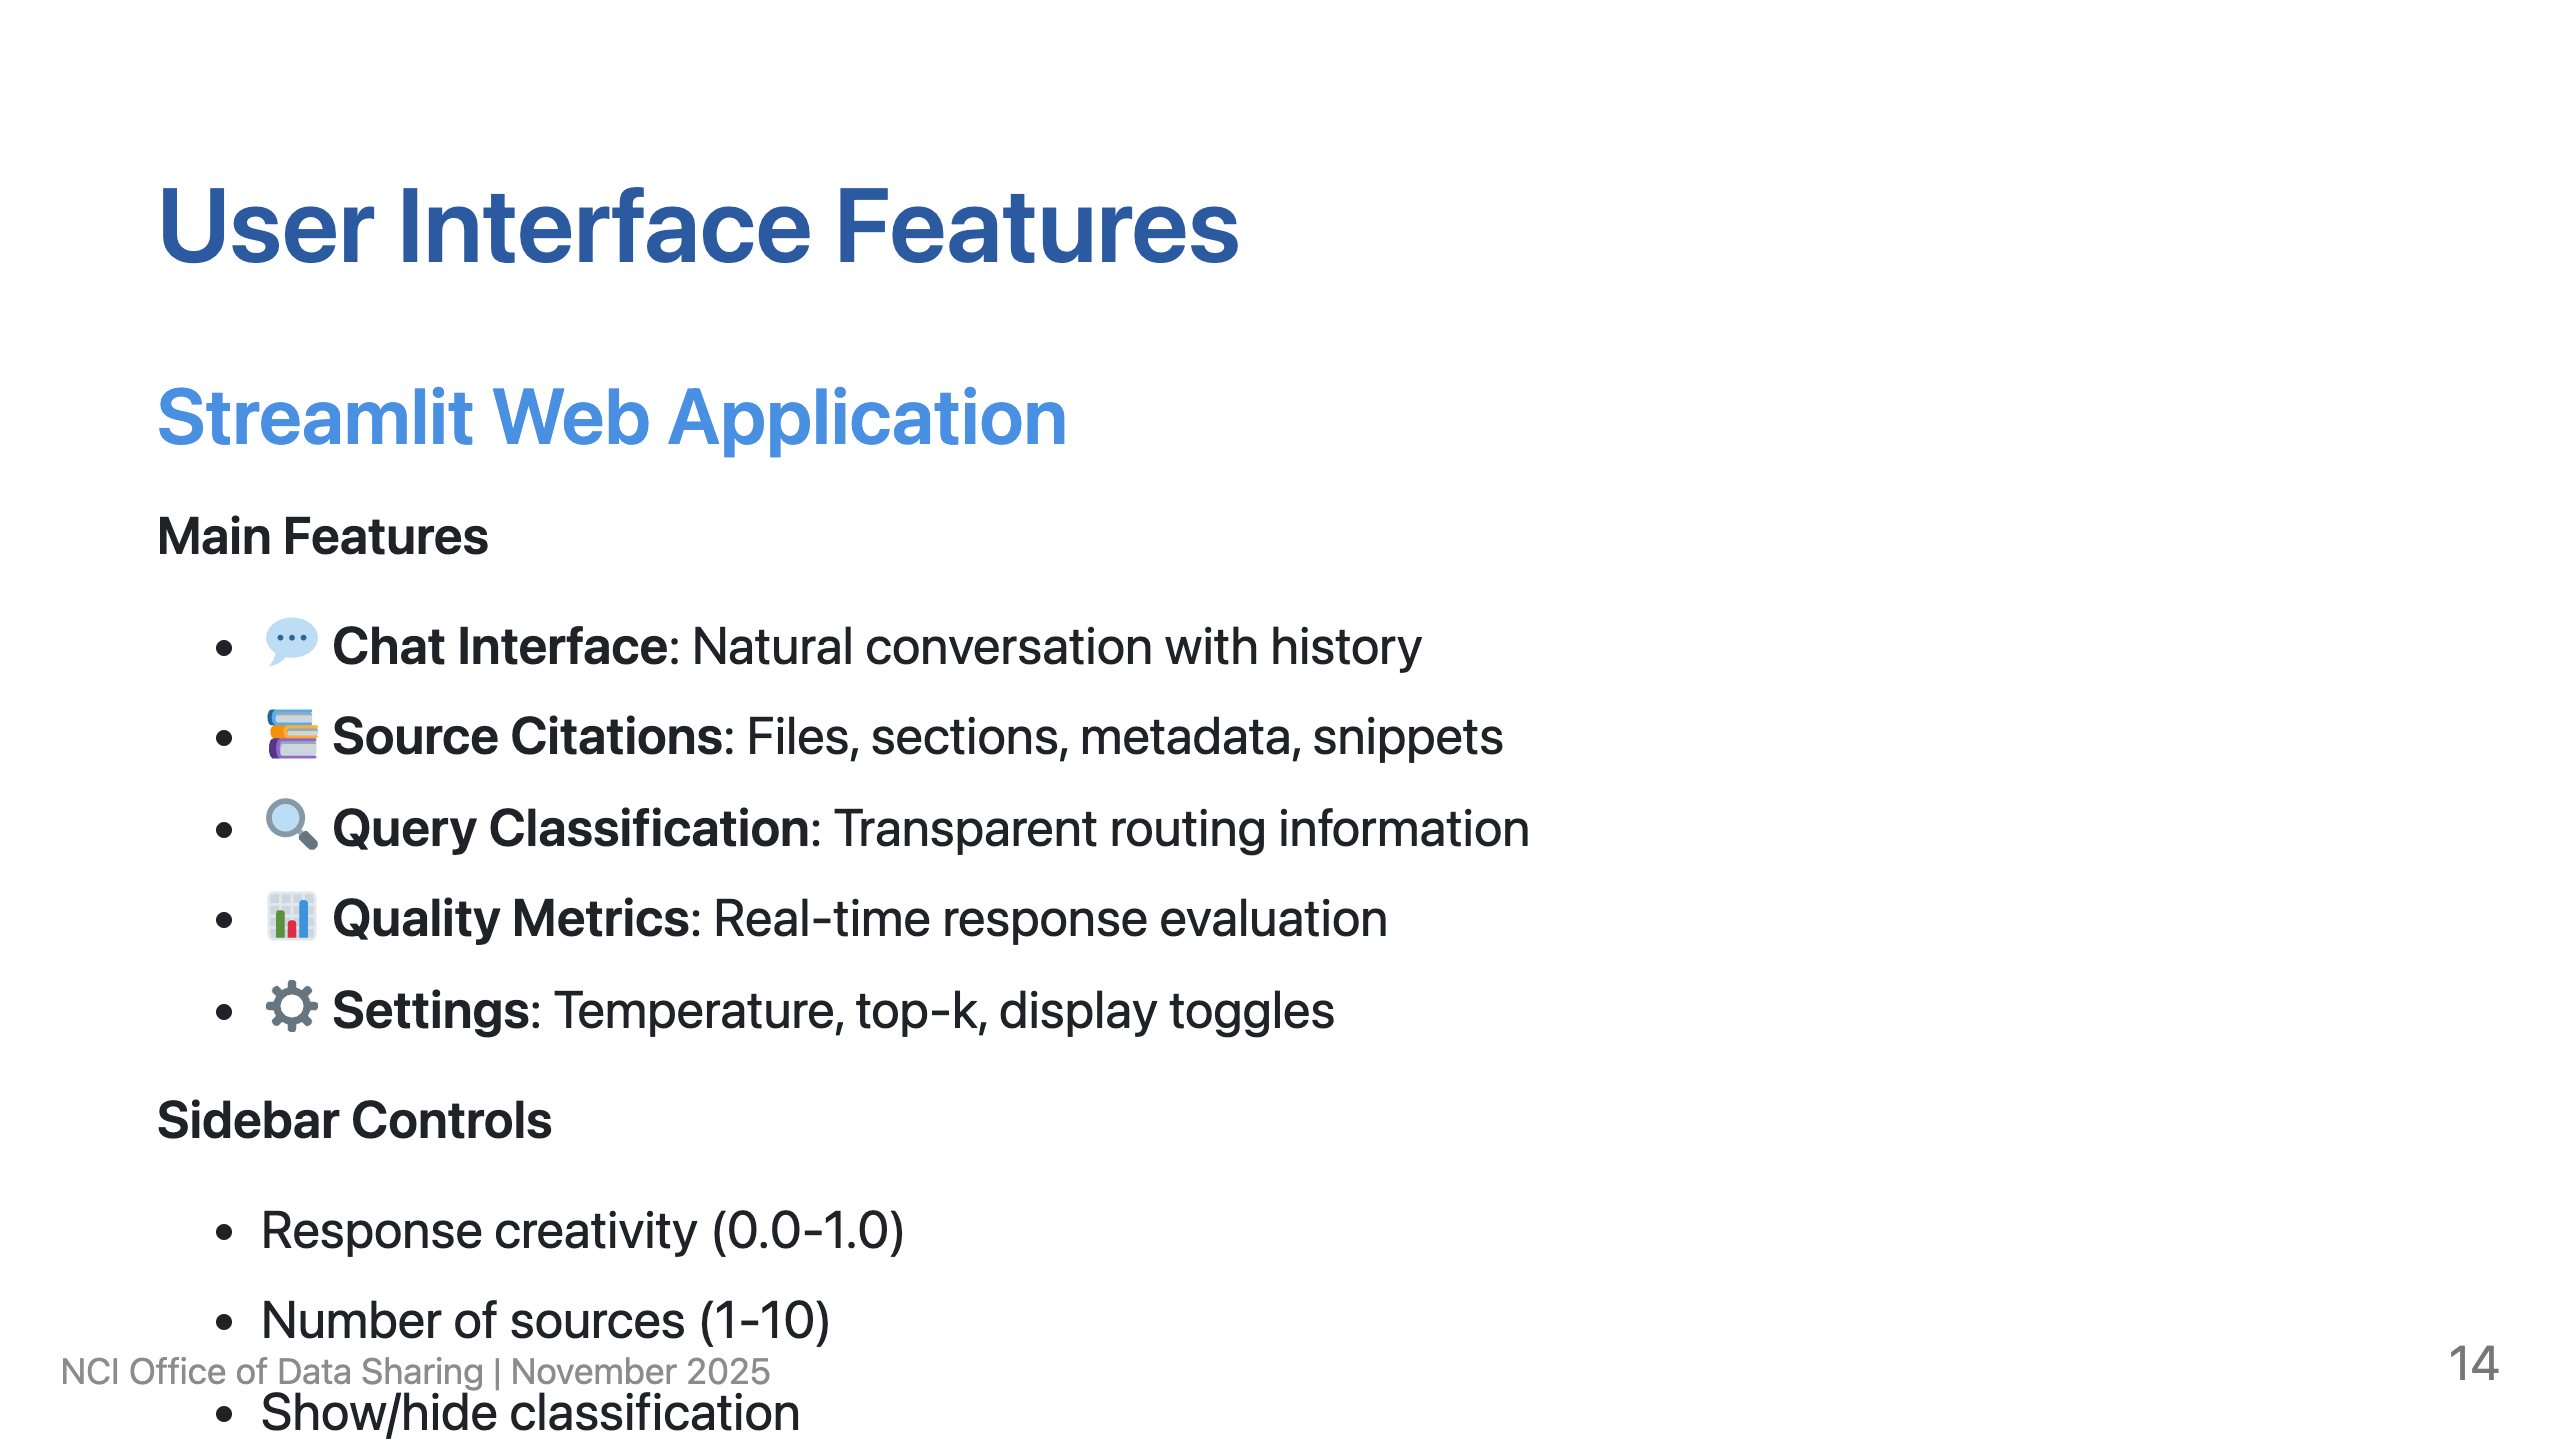 User Interface Features
Streamlit Web Application
Main Features
• 💬 Chat Interface: Natural conversation with history
• 📚 Source Citations: Files, sections, metadata, snippets
• 🔍 Query Classification: Transparent routing information
• 📊 Quality Metrics: Real-time response evaluation
• ⚙️ Settings: Temperature, top-k, display toggles
Sidebar Controls
• Response creativity (0.0-1.0)
• Number of sources (1-10)
NCI Office of Data Sharing | November 2025
14
• Show/hide classification